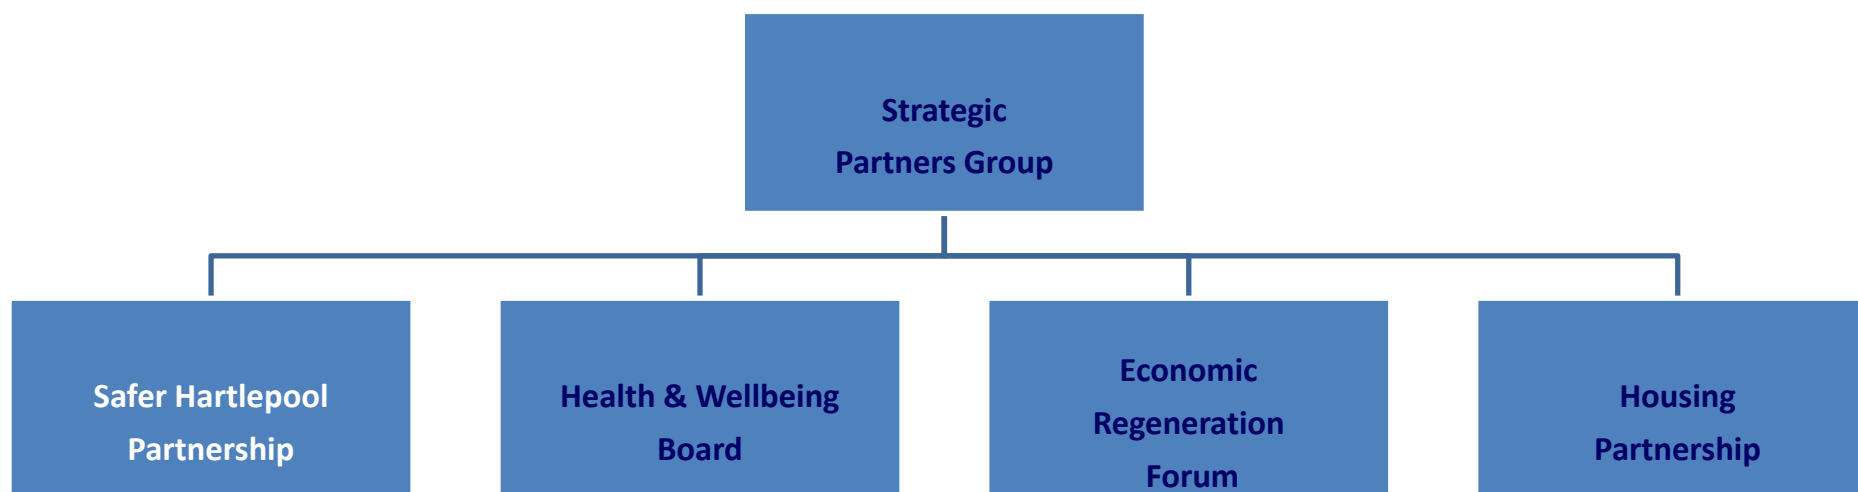 Strategic
Partners Group
Safer Hartlepool
Partnership
Health & Wellbeing
Board
Economic
Regeneration
Forum
Housing
Partnership